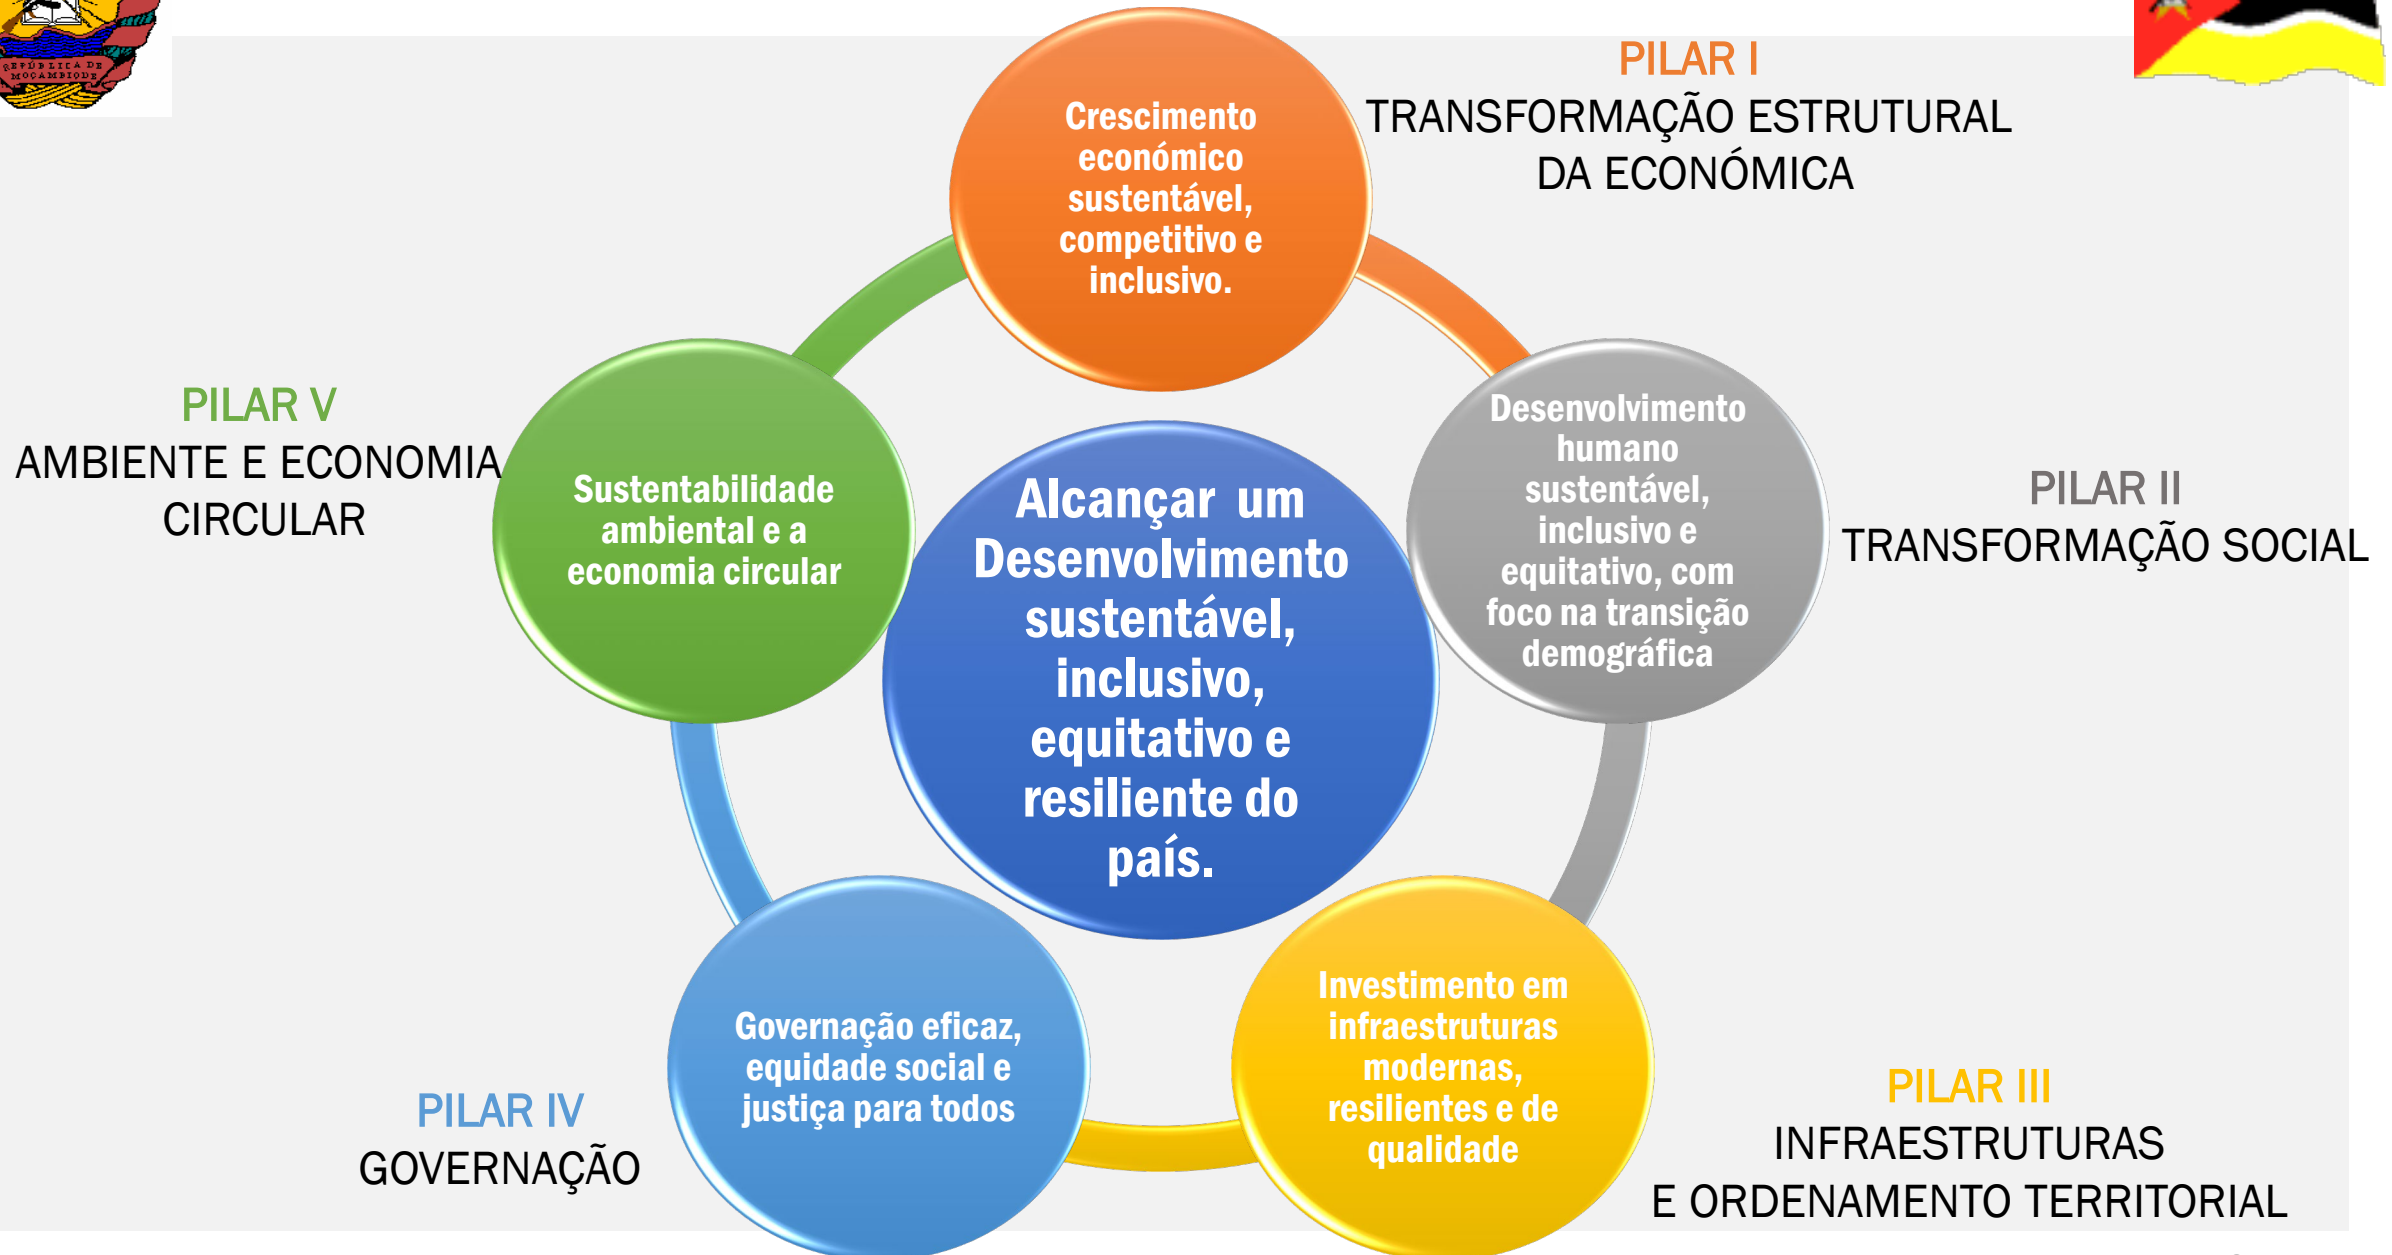 REPÚBLICA DE
MOÇAMBIQUE
PILAR I
TRANSFORMAÇÃO ESTRUTURAL
DA ECONÓMICA
Crescimento
económico
sustentável,
competitivo e
inclusivo.
PILAR II
TRANSFORMAÇÃO SOCIAL
Desenvolvimento
humano
sustentável,
inclusivo e
equitativo, com
foco na transição
demográfica
PILAR III
INFRAESTRUTURAS
E ORDENAMENTO TERRITORIAL
Investimento em
infraestruturas
modernas,
resilientes e de
qualidade
PILAR IV
GOVERNAÇÃO
Governação eficaz,
equidade social e
justiça para todos
PILAR V
AMBIENTE E ECONOMIA
CIRCULAR
Sustentabilidade
ambiental e a
economia circular
Alcançar um
Desenvolvimento
sustentável,
inclusivo,
equitativo e
resiliente do
país.